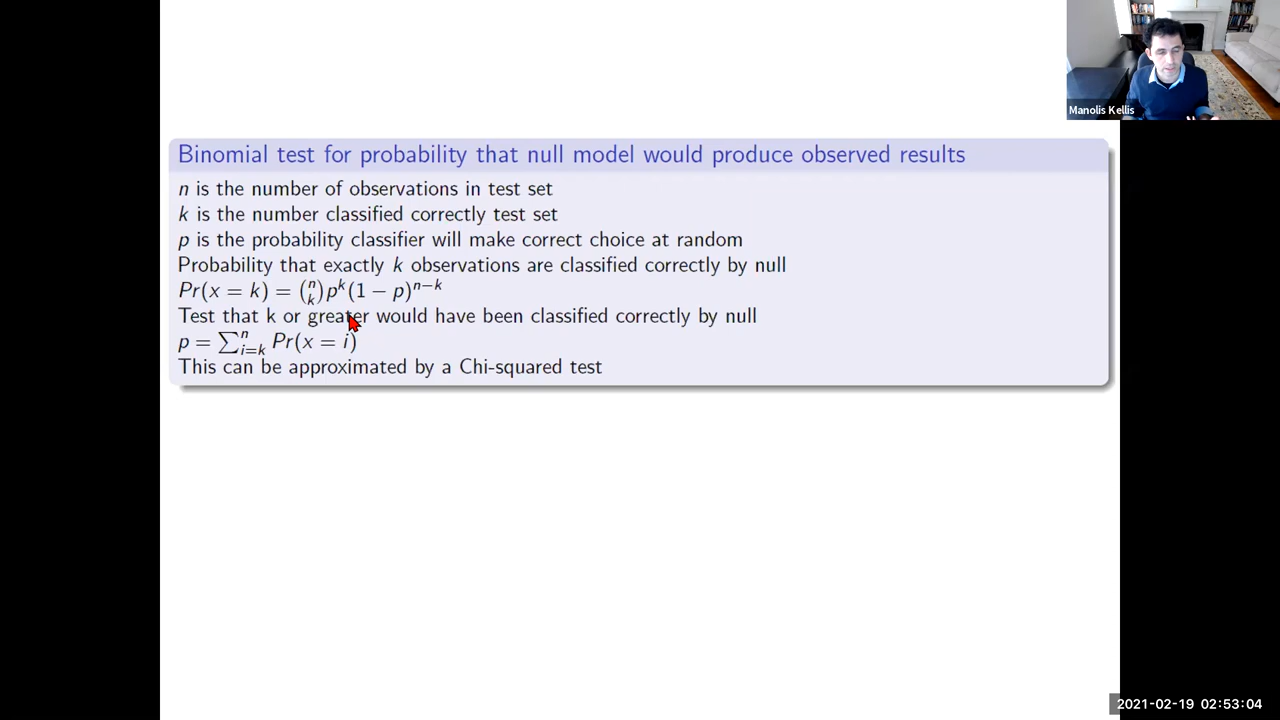 Manolis Kellis
Binomial test for probability that null model would produce observed results
n is the number of observations in test set
k is the number classified correctly test set
p is the probability classifier will make correct choice at random
Probability that exactly k observations are classified correctly by null
Pr(x = k) = (n k) p^k (1 − p)^{n−k}
Test that k or greater would have been classified correctly by null
p = ∑_{i=k}^{n} Pr(x = i)
This can be approximated by a Chi-squared test
2021-02-19 02:53:04